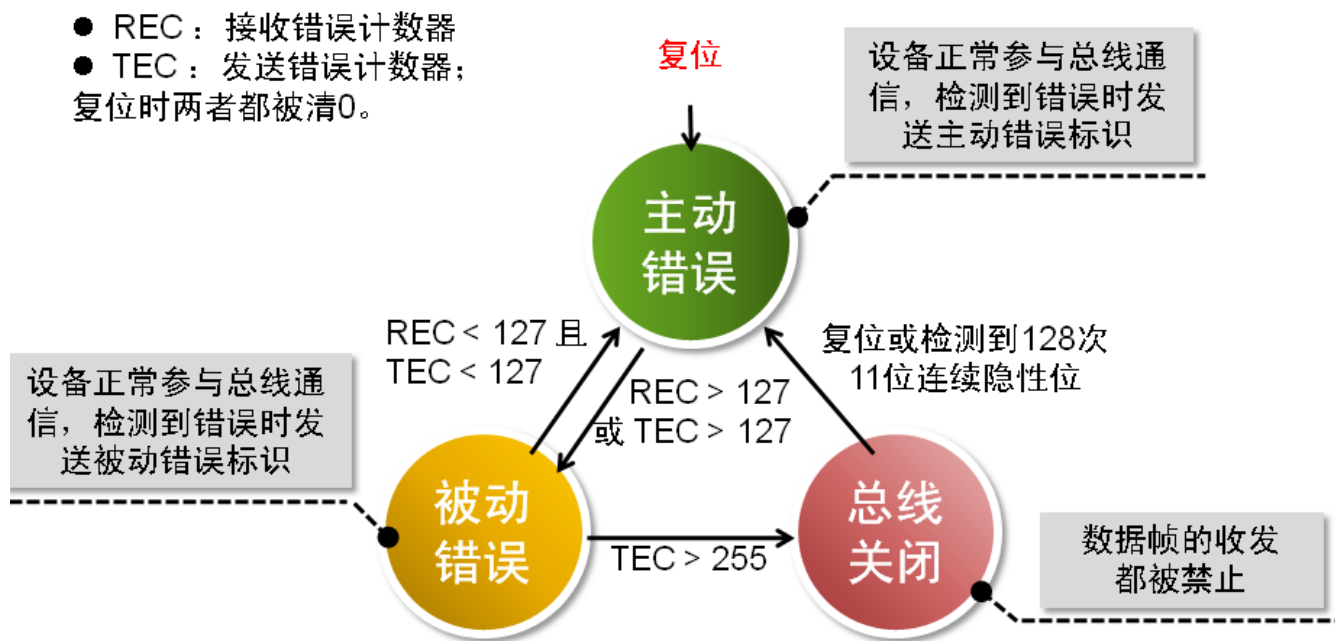 ● REC：接收错误计数器
● TEC：发送错误计数器；
复位时两者都被清0。
复位
设备正常参与总线通
信，检测到错误时发
送主动错误标识
主动
错误
REC < 127 且
TEC < 127
复位或检测到128次
11位连续隐性位
设备正常参与总线通
信，检测到错误时发
送被动错误标识
REC > 127
或 TEC > 127
被动
错误
TEC > 255
总线
关闭
数据帧的收发
都被禁止